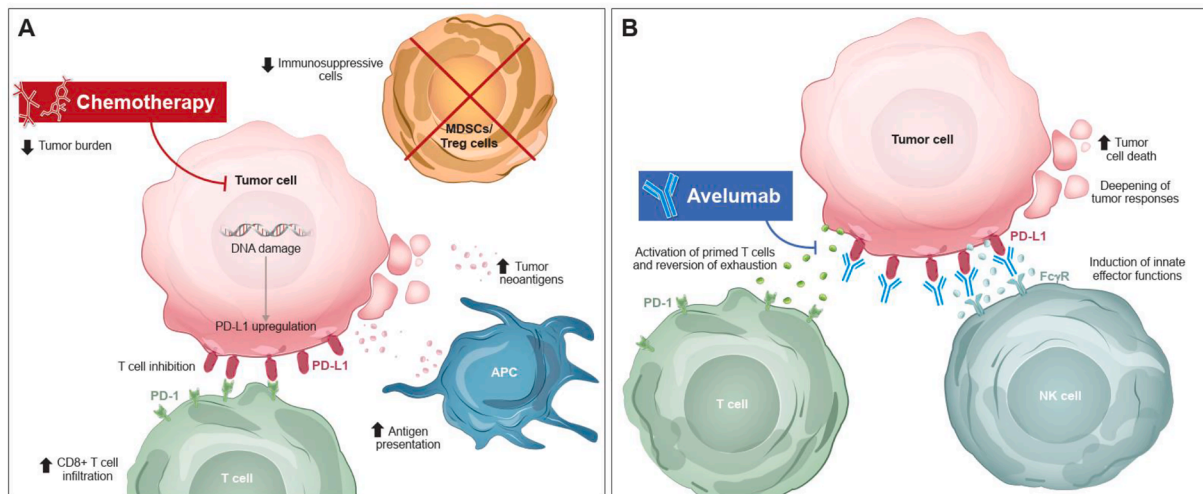 A
Immunosuppressive
cells
Chemotherapy
Tumor burden
MDSCs/
Treg cells
Tumor cell
DNA damage
Tumor
neoantigens
PD-L1 upregulation
T cell inhibition
PD-L1
PD-1
APC
Antigen
presentation
CD8+ T cell
infiltration
T cell
B
Tumor cell
Tumor
cell death
Deepening of
tumor responses
Avelumab
PD-L1
Activation of primed T cells
and reversion of exhaustion
Induction of innate
effector functions
FcγR
PD-1
T cell
NK cell